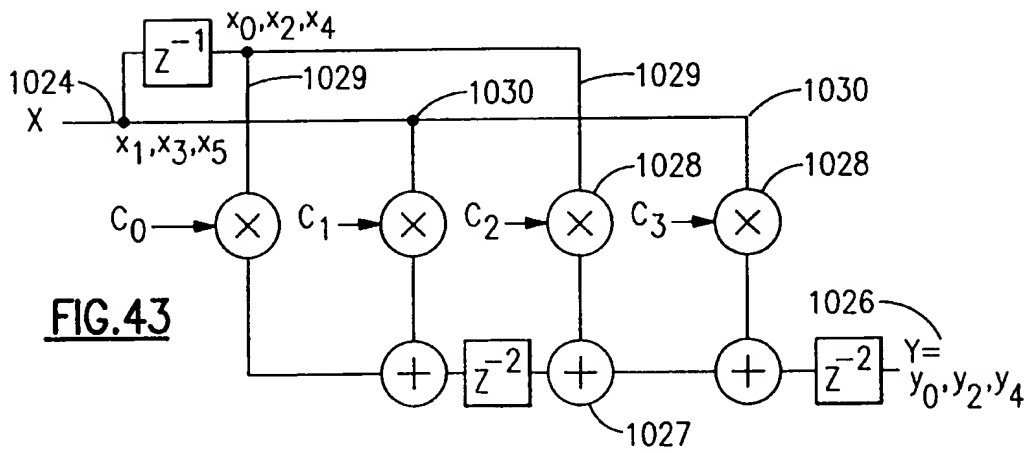 x₀,x₂,x₄
z⁻¹
1024
1029
1029
1030
1030
X
x₁,x₃,x₅
1028
1028
C₀
×
C₁
×
C₂
×
C₃
×
FIG.43
1026
+
z⁻²
+
+
z⁻²
Y=
y₀,y₂,y₄
1027